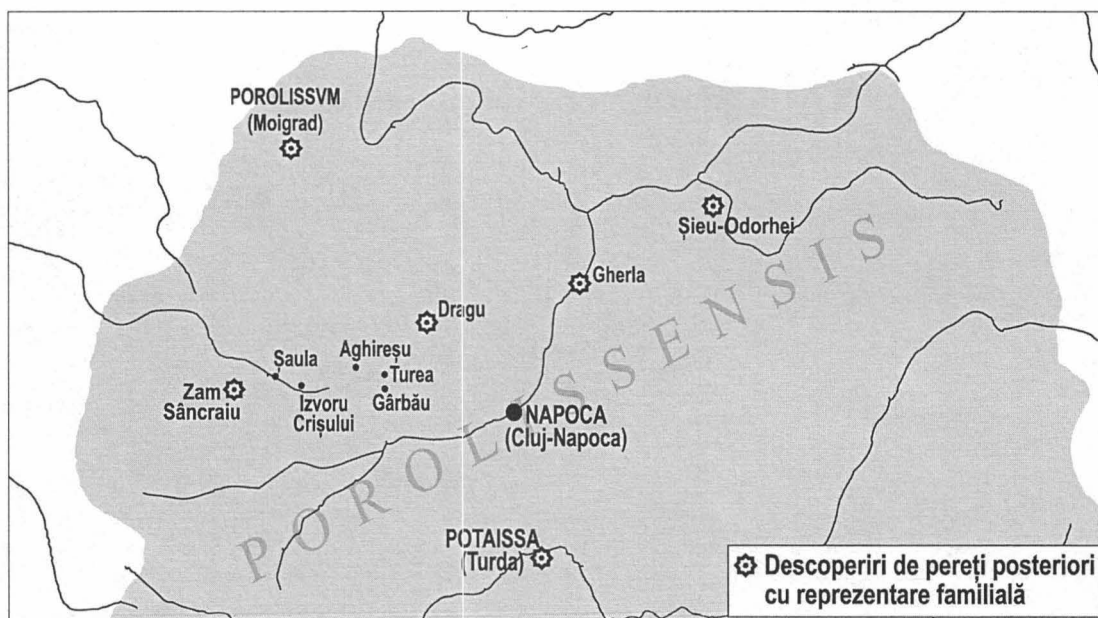 POROLISSVM
(Moigrad)
Șieu-Odorhei
Gherla
Dragu
Aghireșu
Șaula
Turea
Zam
Sâncraiu
Izvoru
Crișului
Gârbău
NAPOCA
(Cluj-Napoca)
POROLISSENSIS
POTAISSA
(Turda)
Descoperiri de pereți posteriori
cu reprezentare familială